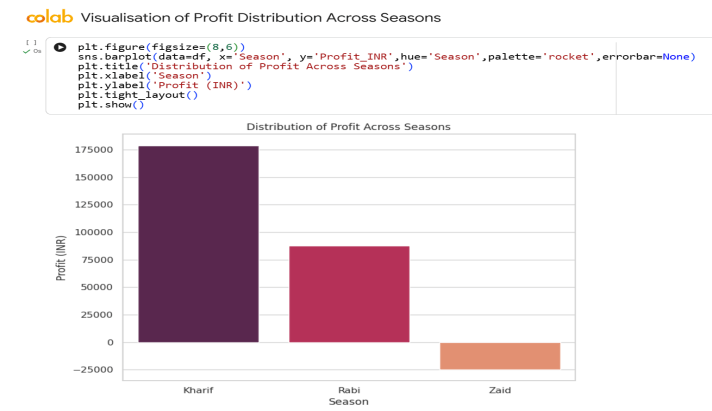 colab Visualisation of Profit Distribution Across Seasons
[ ]
0s
plt.figure(figsize=(8,6))
sns.barplot(data=df, x='Season', y='Profit_INR',hue='Season',palette='rocket',errorbar=None)
plt.title('Distribution of Profit Across Seasons')
plt.xlabel('Season')
plt.ylabel('Profit (INR)')
plt.tight_layout()
plt.show()
Distribution of Profit Across Seasons
175000
150000
125000
100000
75000
50000
25000
0
−25000
Profit (INR)
Kharif Rabi Zaid
Season